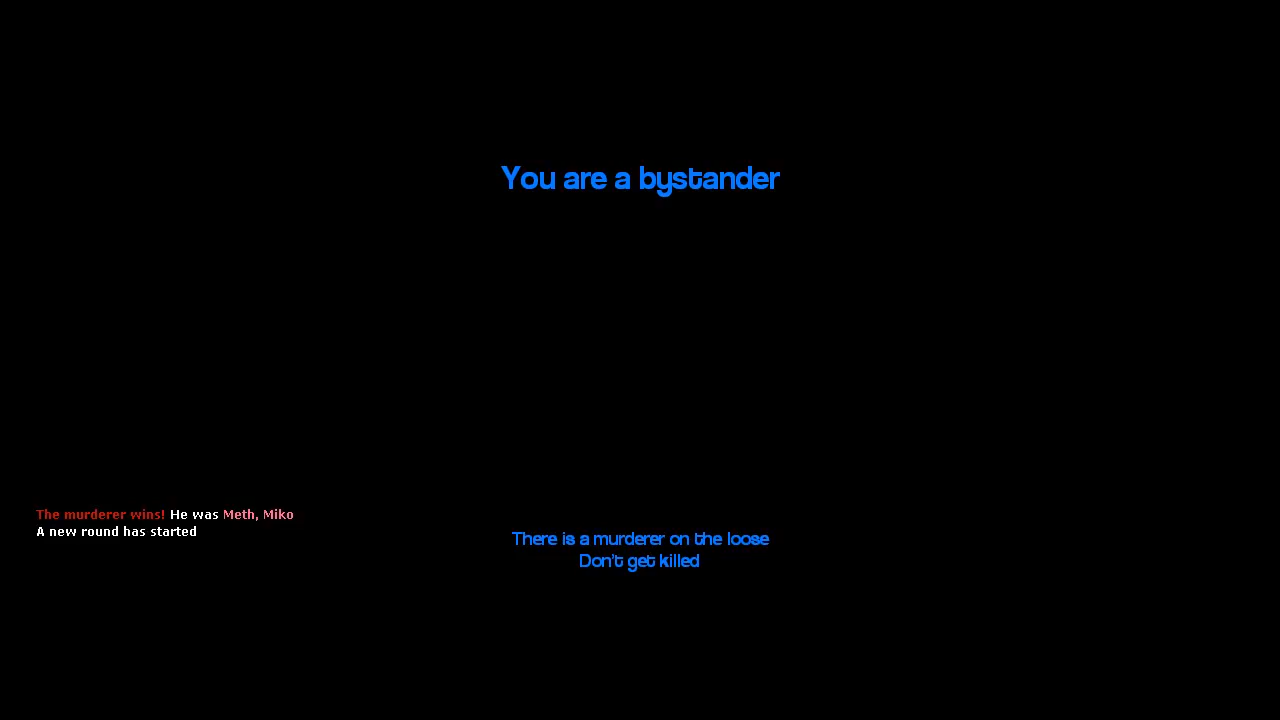 You are a bystander
The murderer wins! He was Meth, Miko
A new round has started
There is a murderer on the loose
Don't get killed